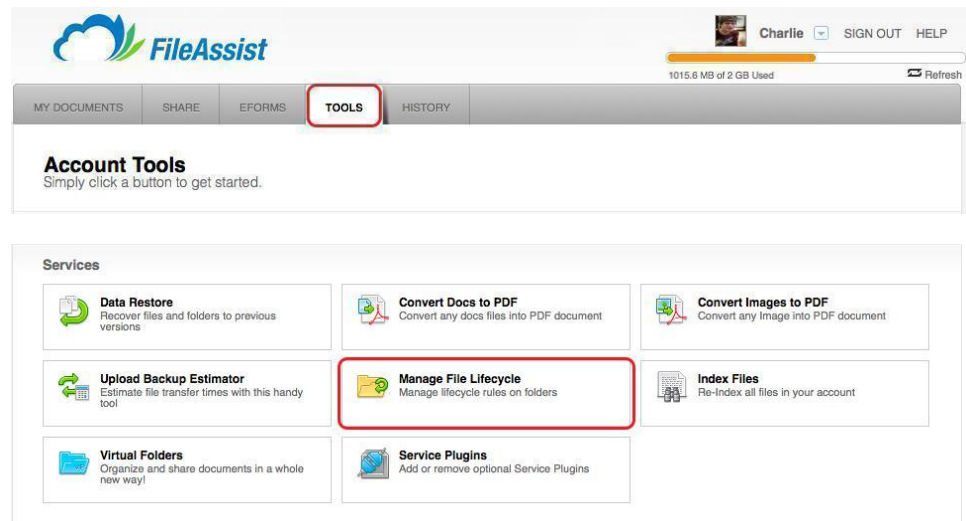 FileAssist
Charlie SIGN OUT HELP
1015.6 MB of 2 GB Used Refresh
MY DOCUMENTS SHARE EFORMS TOOLS HISTORY
Account Tools
Simply click a button to get started.
Services
Data Restore
Recover files and folders to previous
versions
Convert Docs to PDF
Convert any docs files into PDF document
Convert Images to PDF
Convert any Image into PDF document
Upload Backup Estimator
Estimate file transfer times with this handy
tool
Manage File Lifecycle
Manage lifecycle rules on folders
Index Files
Re-Index all files in your account
Virtual Folders
Organize and share documents in a whole
new way!
Service Plugins
Add or remove optional Service Plugins